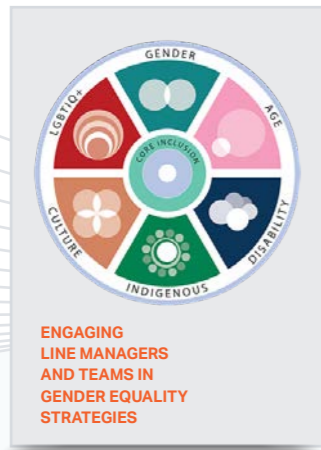 GENDER
AGE
DISABILITY
INDIGENOUS
CULTURE
LGBTIQ+
CORE INCLUSION
ENGAGING
LINE MANAGERS
AND TEAMS IN
GENDER EQUALITY
STRATEGIES